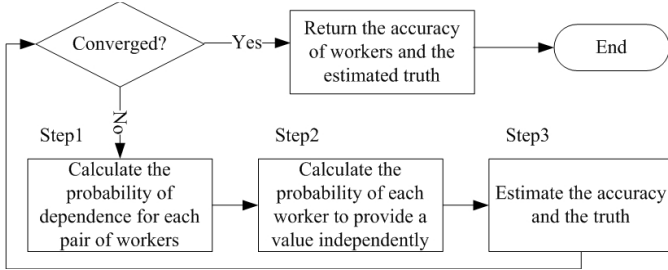 Converged?
Yes
Return the accuracy
of workers and the
estimated truth
End
No
Step1
Calculate the
probability of
dependence for each
pair of workers
Step2
Calculate the
probability of each
worker to provide a
value independently
Step3
Estimate the accuracy
and the truth